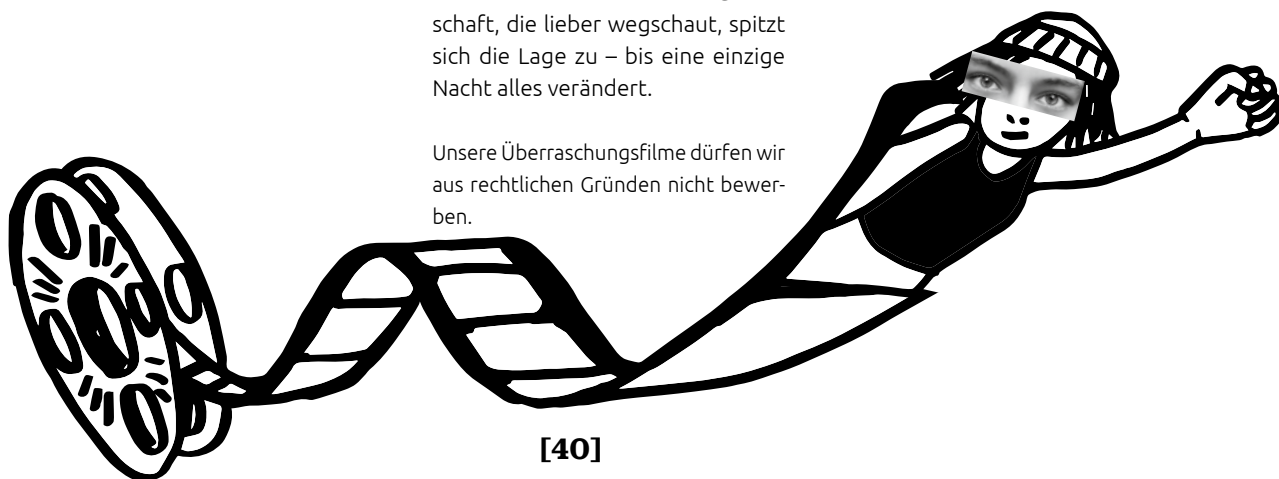 schaft, die lieber wegschaut, spitzt
sich die Lage zu – bis eine einzige
Nacht alles verändert.
Unsere Überraschungsfilme dürfen wir
aus rechtlichen Gründen nicht bewer-
ben.
[40]